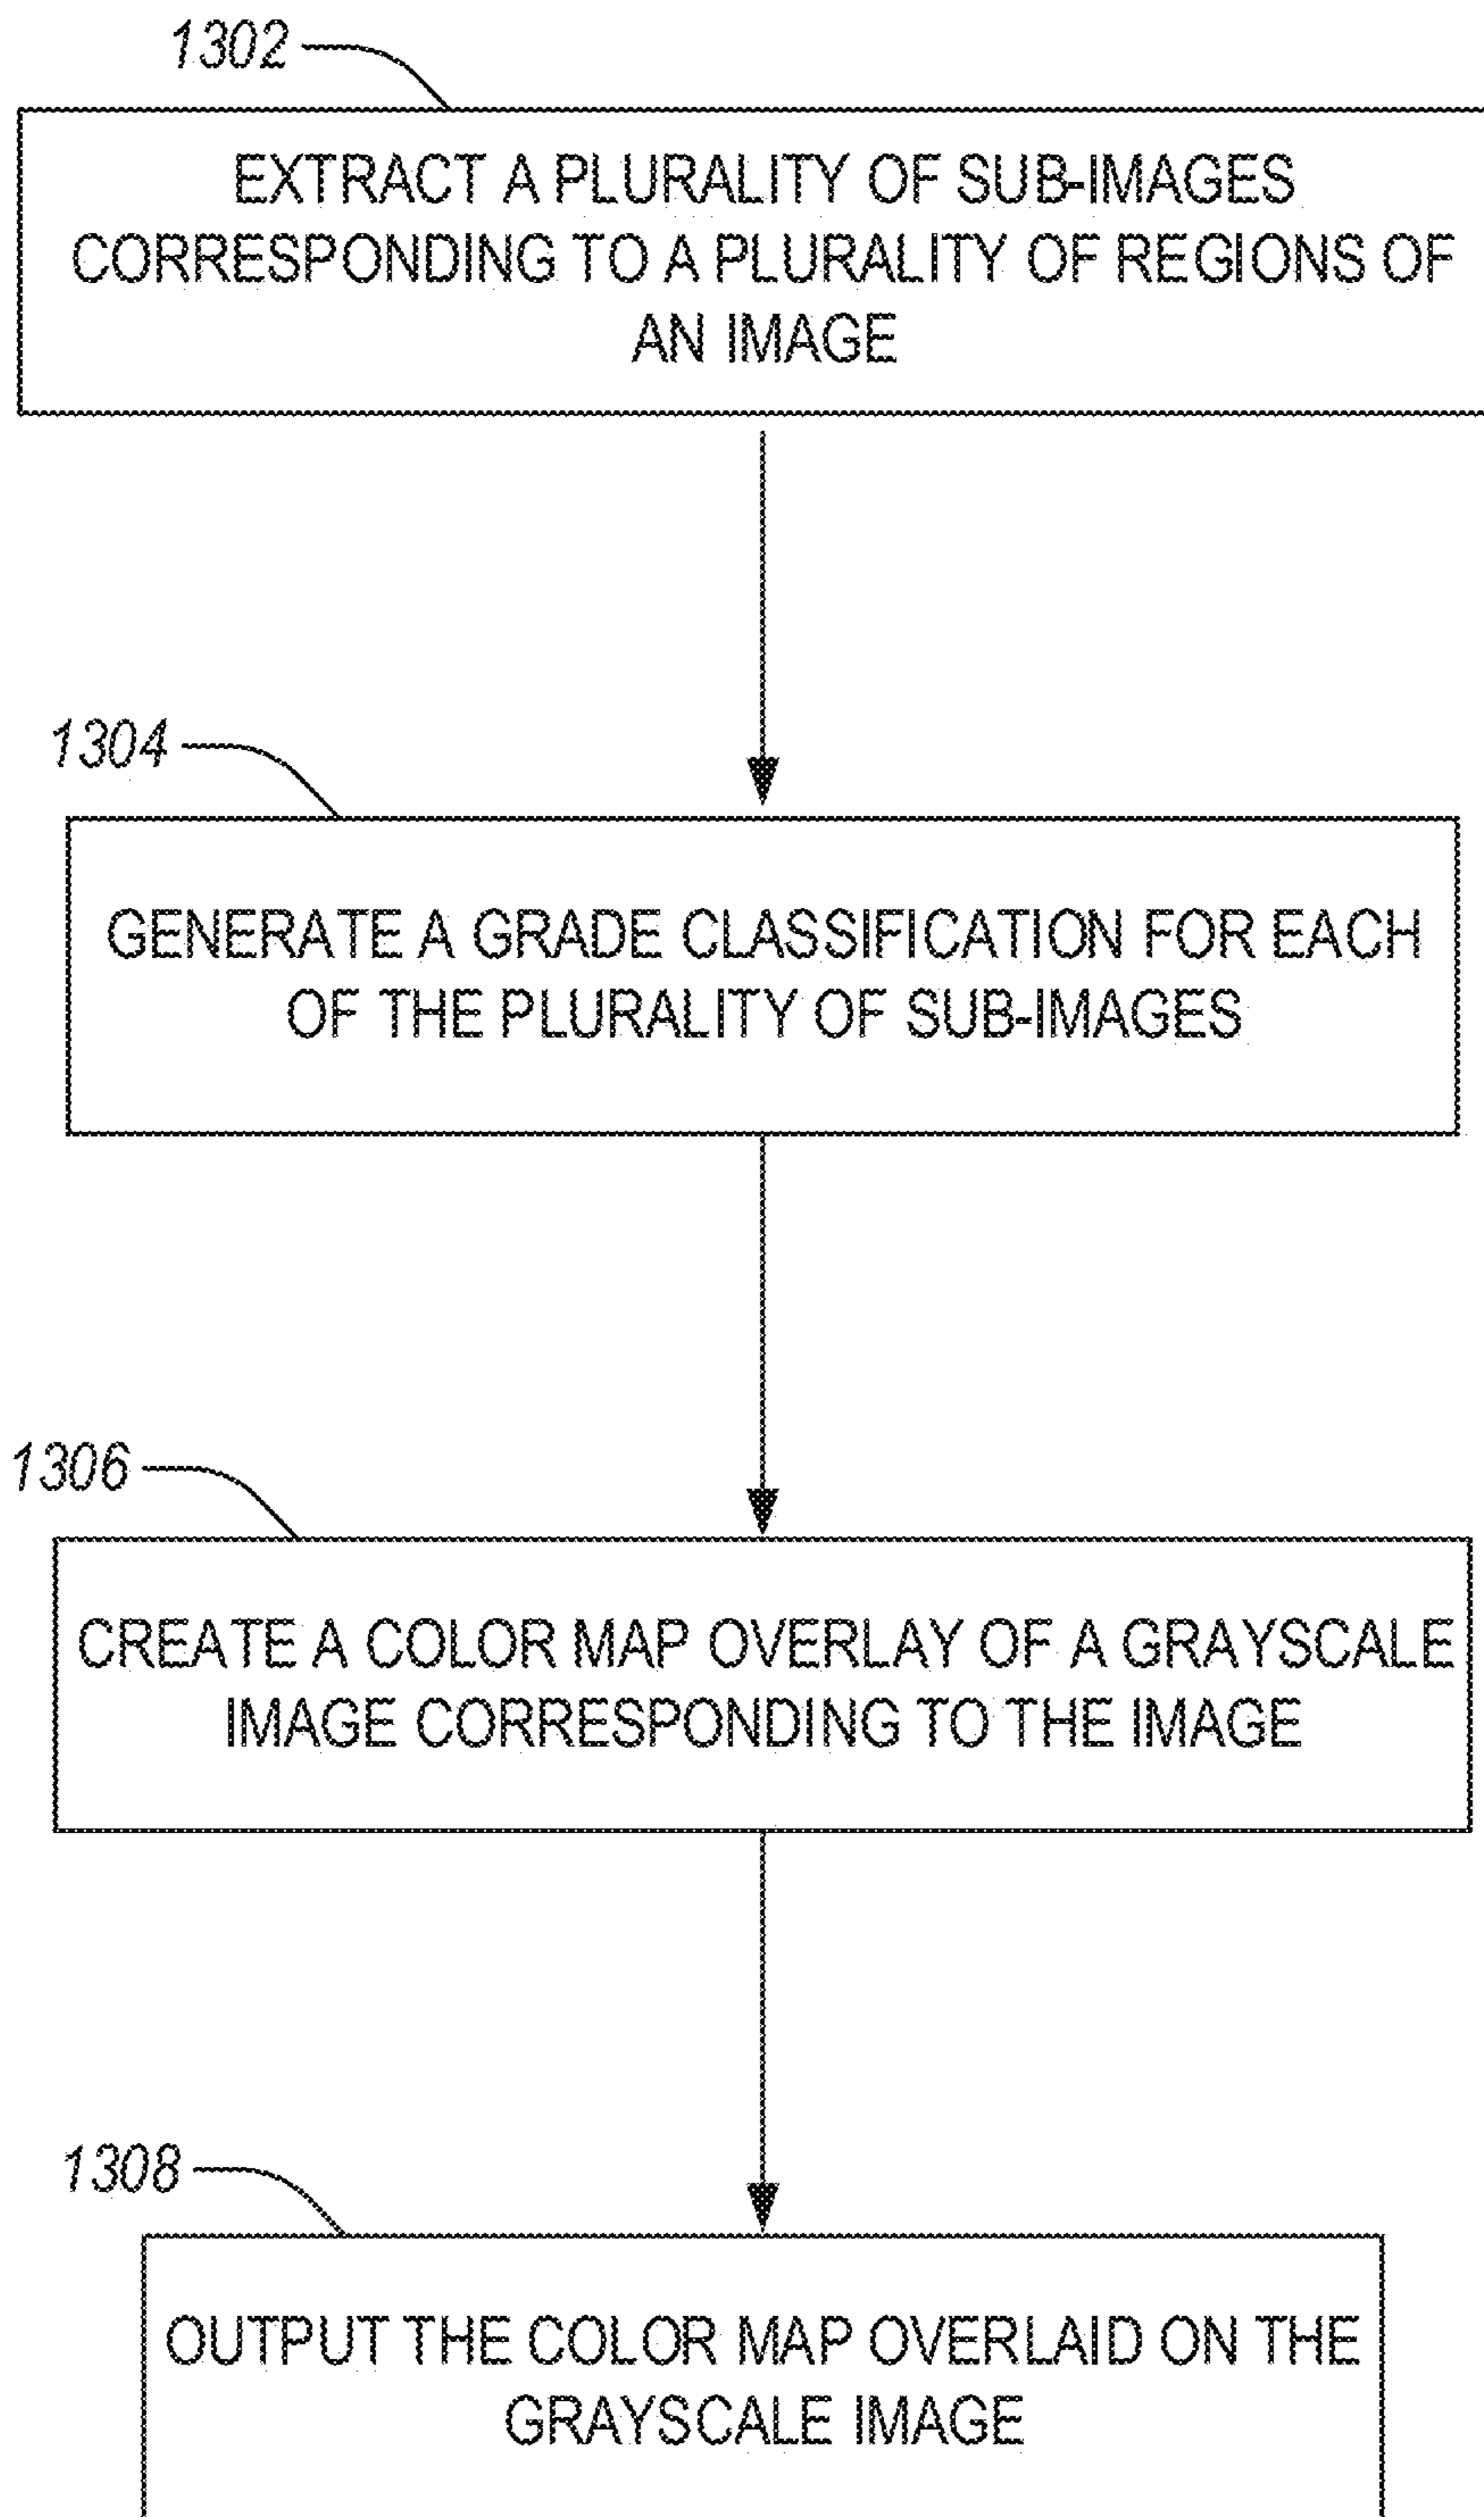 1302
EXTRACT A PLURALITY OF SUB-IMAGES
CORRESPONDING TO A PLURALITY OF REGIONS OF
AN IMAGE
1304
GENERATE A GRADE CLASSIFICATION FOR EACH
OF THE PLURALITY OF SUB-IMAGES
1306
CREATE A COLOR MAP OVERLAY OF A GRAYSCALE
IMAGE CORRESPONDING TO THE IMAGE
1308
OUTPUT THE COLOR MAP OVERLAID ON THE
GRAYSCALE IMAGE